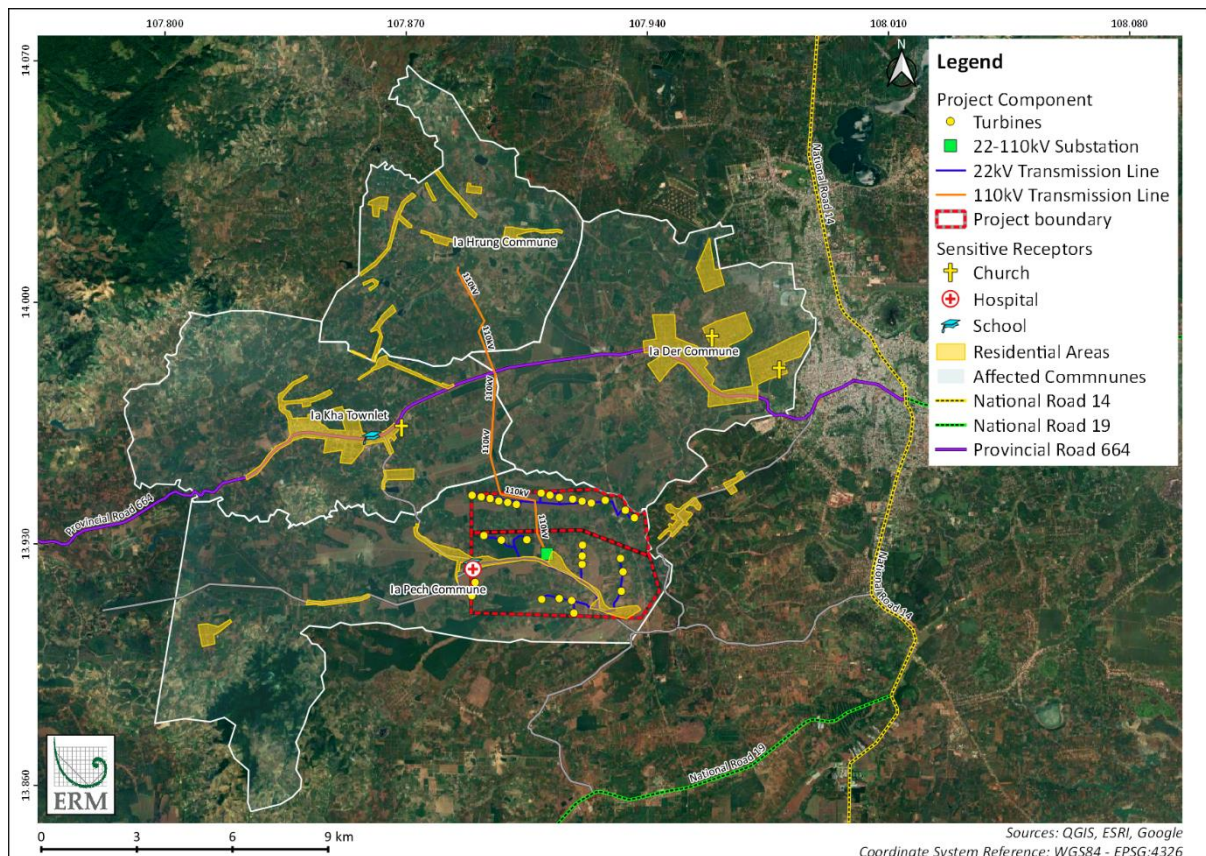 107.800
107.870
107.940
108.010
108.080
14.070
14.000
13.930
13.860
N
Legend
Project Component
Turbines
22-110kV Substation
22kV Transmission Line
110kV Transmission Line
Project boundary
Sensitive Receptors
Church
Hospital
School
Residential Areas
Affected Commnunes
National Road 14
National Road 19
Provincial Road 664
National Road 14
Ia Hrung Commune
110kV
110kV
Ia Der Commune
110kV
Ia Kha Townlet
110kV
110kV
Provincial Road 664
110kV
Ia Pech Commune
National Road 14
National Road 19
ERM
0 3 6 9 km
Sources: QGIS, ESRI, Google
Coordinate System Reference: WGS84 - EPSG:4326